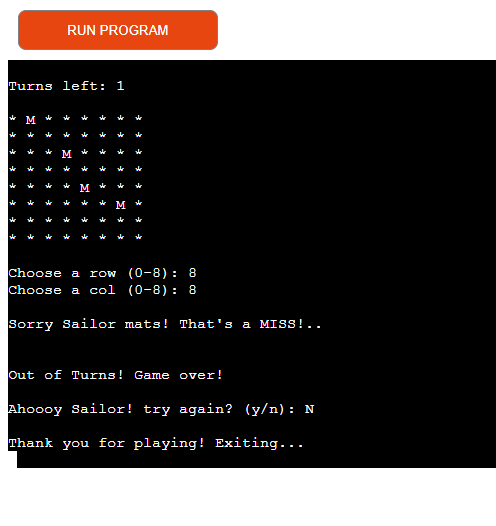 RUN PROGRAM
Turns left: 1
* M * * * * * *
* * * * * * * *
* * * M * * * *
* * * * * * * *
* * * * M * * *
* * * * * * M *
* * * * * * * *
* * * * * * * *
Choose a row (0-8): 8
Choose a col (0-8): 8
Sorry Sailor mats! That's a MISS!..
Out of Turns! Game over!
Ahoooy Sailor! try again? (y/n): N
Thank you for playing! Exiting...